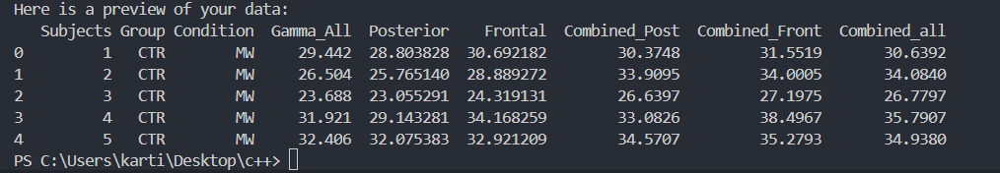 Here is a preview of your data:
   Subjects Group Condition  Gamma_All  Posterior    Frontal  Combined_Post  Combined_Front  Combined_all
0         1   CTR        MW     29.442  28.803828  30.692182        30.3748         31.5519       30.6392
1         2   CTR        MW     26.504  25.765140  28.889272        33.9095         34.0005       34.0840
2         3   CTR        MW     23.688  23.055291  24.319131        26.6397         27.1975       26.7797
3         4   CTR        MW     31.921  29.143281  34.168259        33.0826         38.4967       35.7907
4         5   CTR        MW     32.406  32.075383  32.921209        34.5707         35.2793       34.9380
PS C:\Users\karti\Desktop\c++>